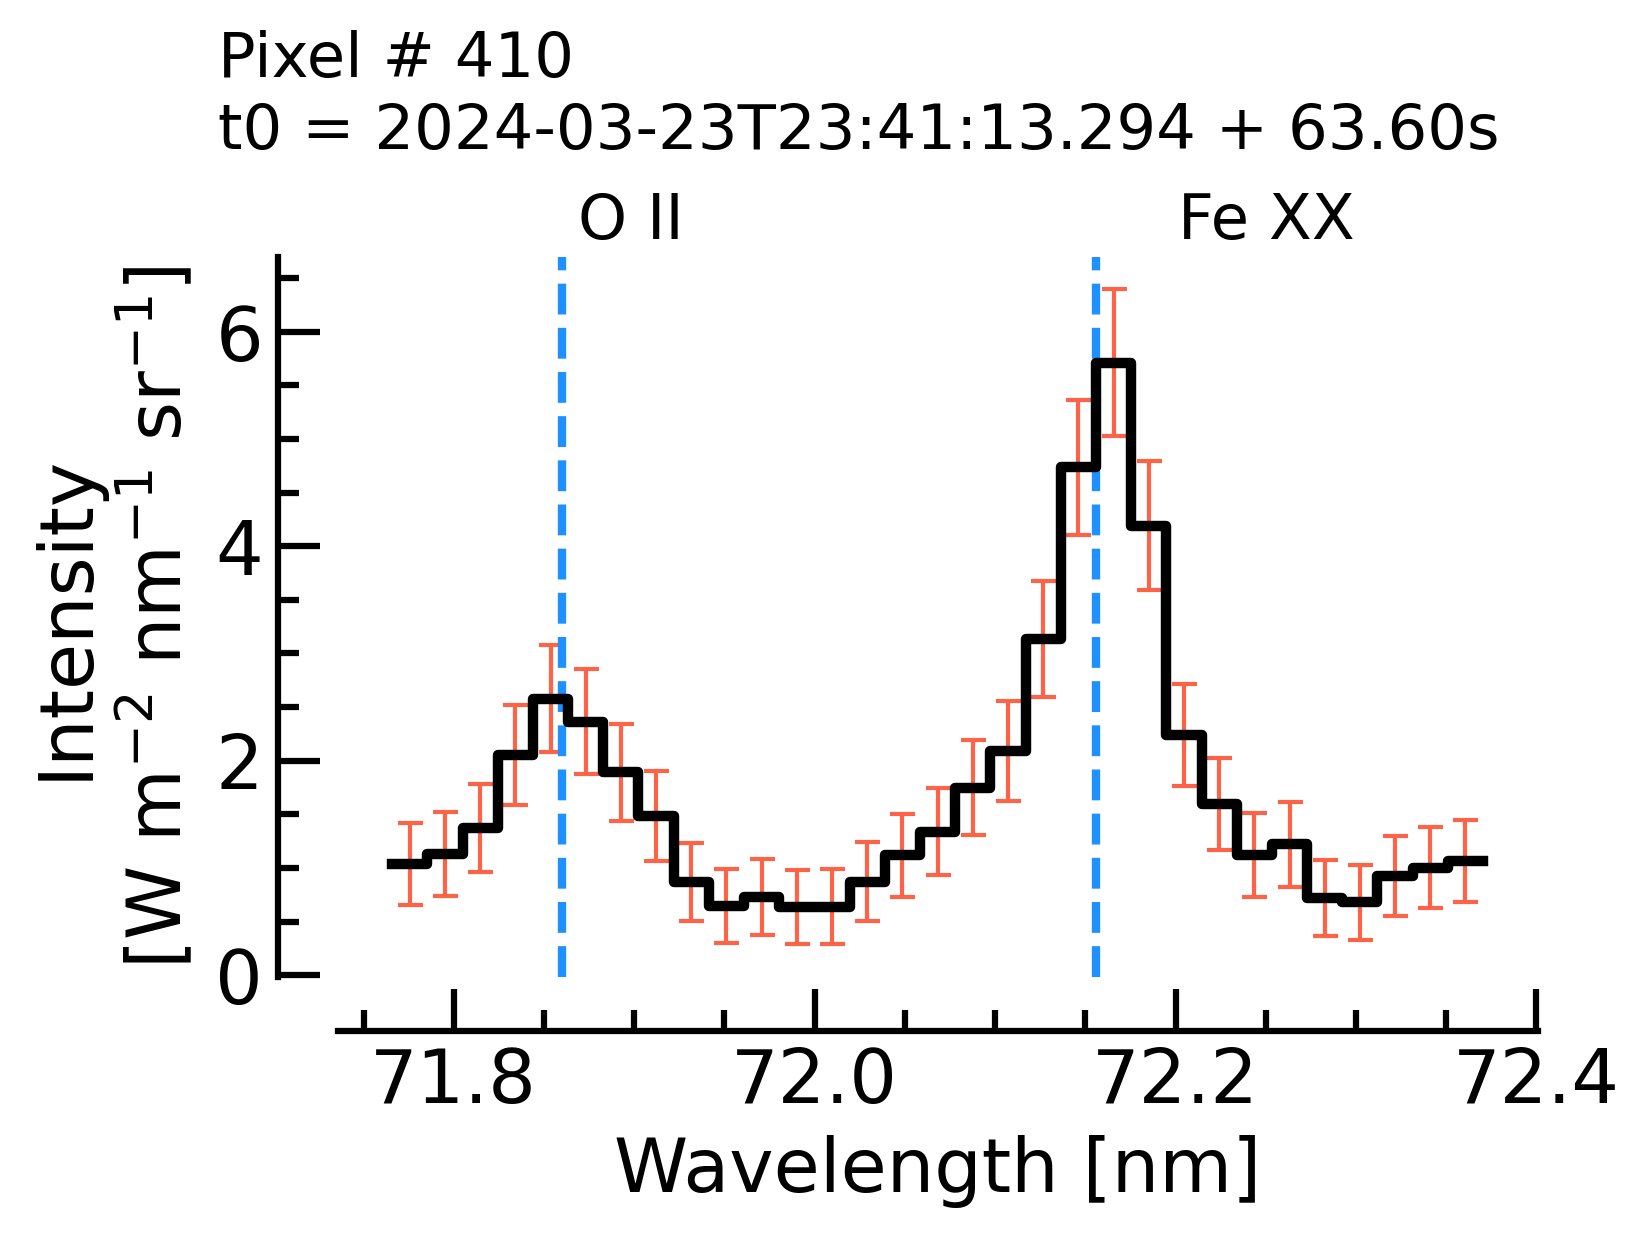 Pixel # 410
t0 = 2024-03-23T23:41:13.294 + 63.60s
O II
Fe XX
Intensity
[W m⁻² nm⁻¹ sr⁻¹]
6
4
2
0
71.8 72.0 72.2 72.4
Wavelength [nm]